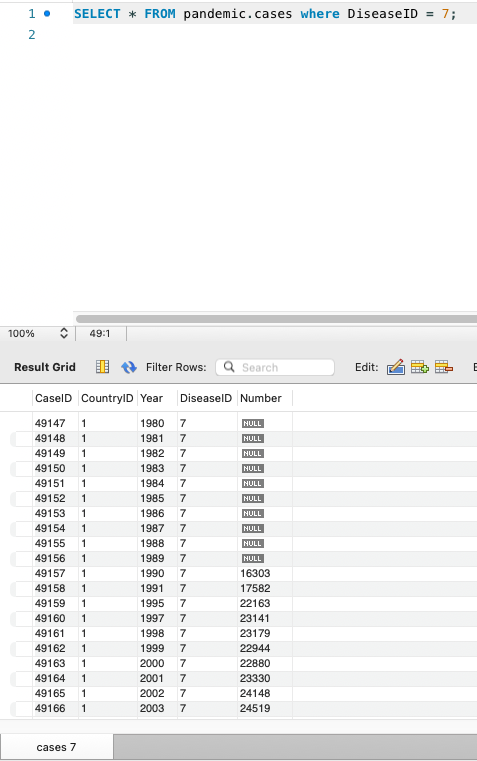 1 SELECT * FROM pandemic.cases where DiseaseID = 7;
2
100% 49:1
Result Grid Filter Rows: Search Edit:
CaseID CountryID Year DiseaseID Number
49147 1 1980 7 NULL
49148 1 1981 7 NULL
49149 1 1982 7 NULL
49150 1 1983 7 NULL
49151 1 1984 7 NULL
49152 1 1985 7 NULL
49153 1 1986 7 NULL
49154 1 1987 7 NULL
49155 1 1988 7 NULL
49156 1 1989 7 NULL
49157 1 1990 7 16303
49158 1 1991 7 17582
49159 1 1995 7 22163
49160 1 1997 7 23141
49161 1 1998 7 23179
49162 1 1999 7 22944
49163 1 2000 7 22880
49164 1 2001 7 23330
49165 1 2002 7 24148
49166 1 2003 7 24519
cases 7